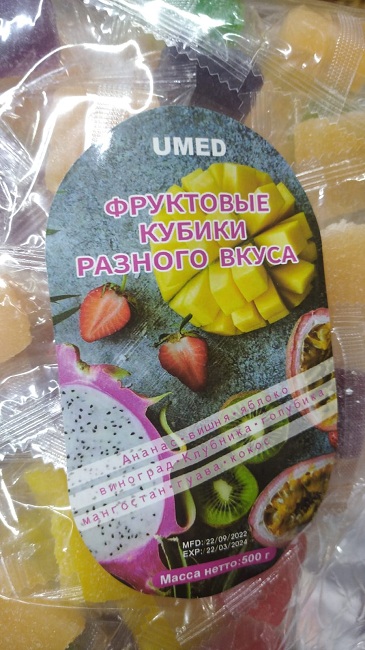 UMED
ФРУКТОВЫЕ
КУБИКИ
РАЗНОГО ВКУСА
Ананас•вишня•яблоко
виноград•Клубника•голубика
мангостан•гуава•кокос
MFD: 22/09/2022
EXP: 22/03/2024
Масса нетто:500 г